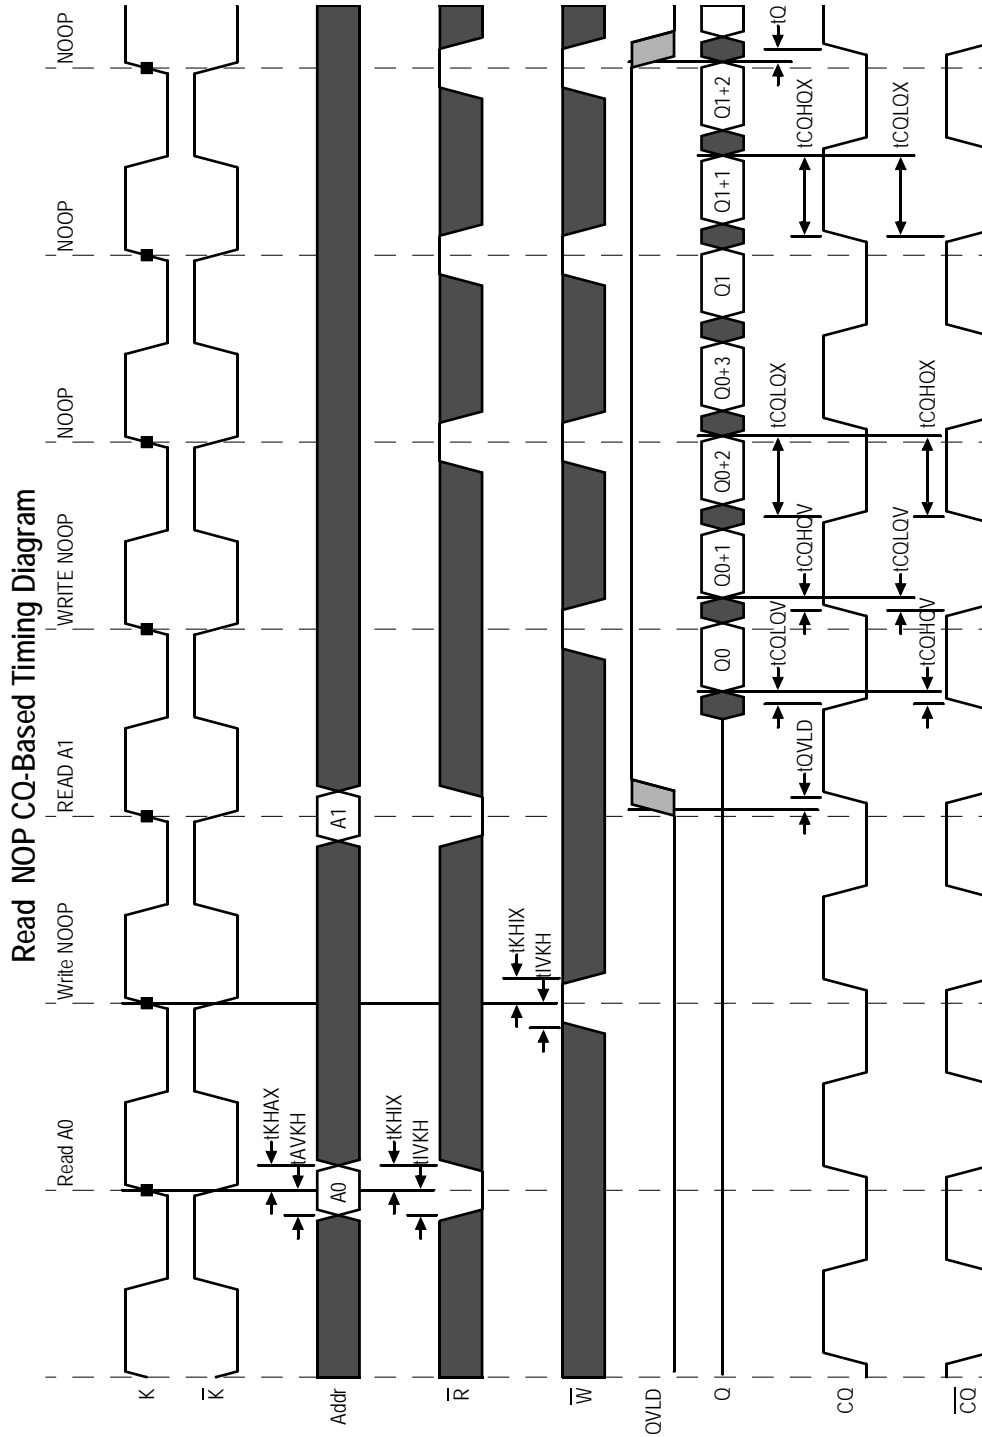 Read NOP CQ-Based Timing Diagram
Read A0
Write NOOP
READ A1
WRITE NOOP
NOOP
NOOP
NOOP
K
K
tKHAX
tAVKH
Addr
A0
A1
tKHIX
tIVKH
R
tKHIX
tIVKH
W
QVLD
Q
Q0
Q0+1
Q0+2
Q0+3
Q1
Q1+1
Q1+2
tQVLD
tCQLQV
tCQHQV
tCQLQX
tCQHQX
tQ
CQ
tCQHQV
tCQLQV
tCQHQX
tCQLQX
CQ